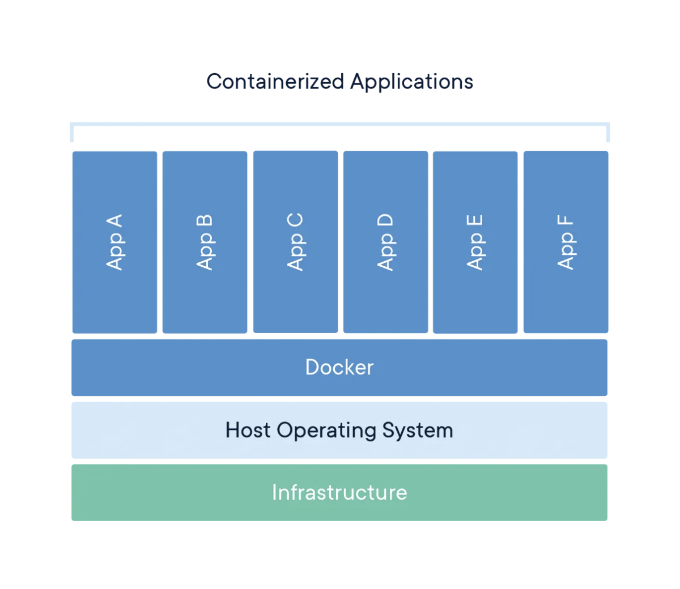 Containerized Applications
App A
App B
App C
App D
App E
App F
Docker
Host Operating System
Infrastructure